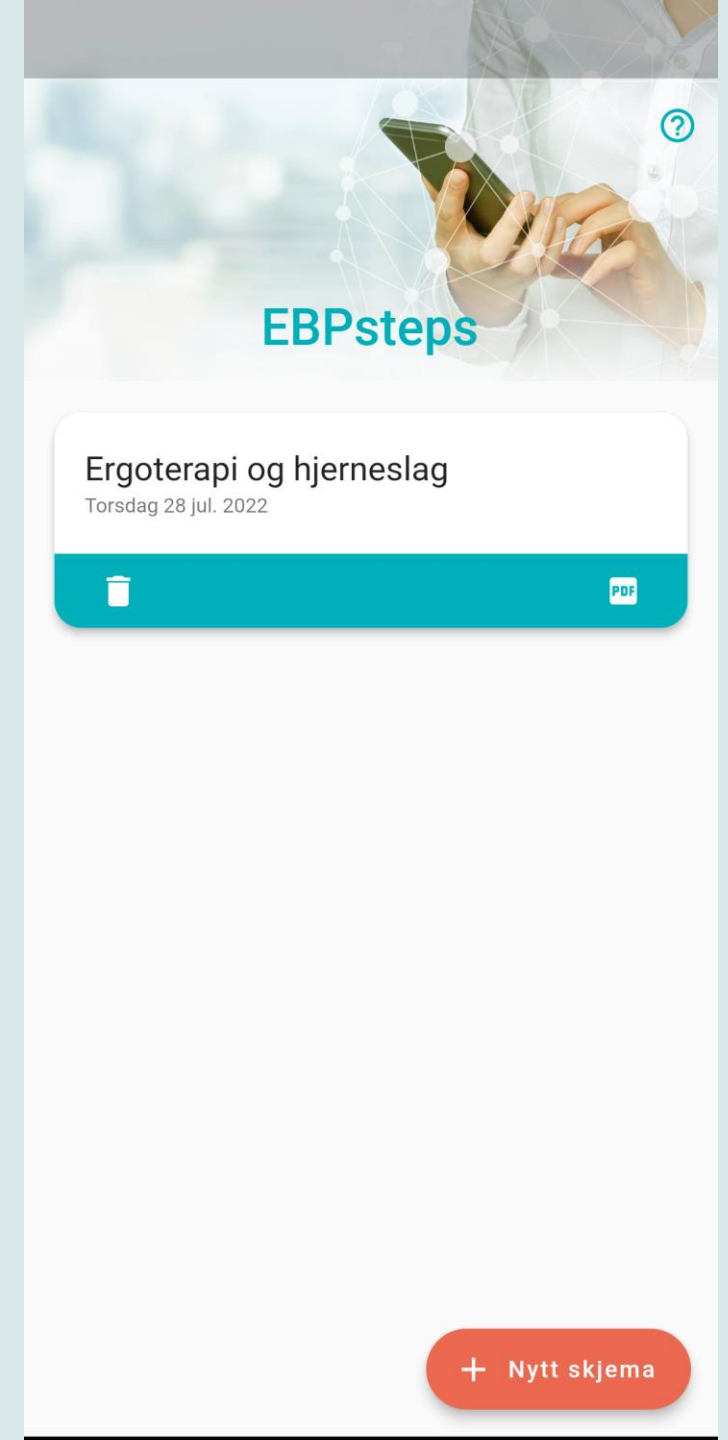 EBPsteps
Ergoterapi og hjerneslag
Torsdag 28 jul. 2022
PDF
Nytt skjema